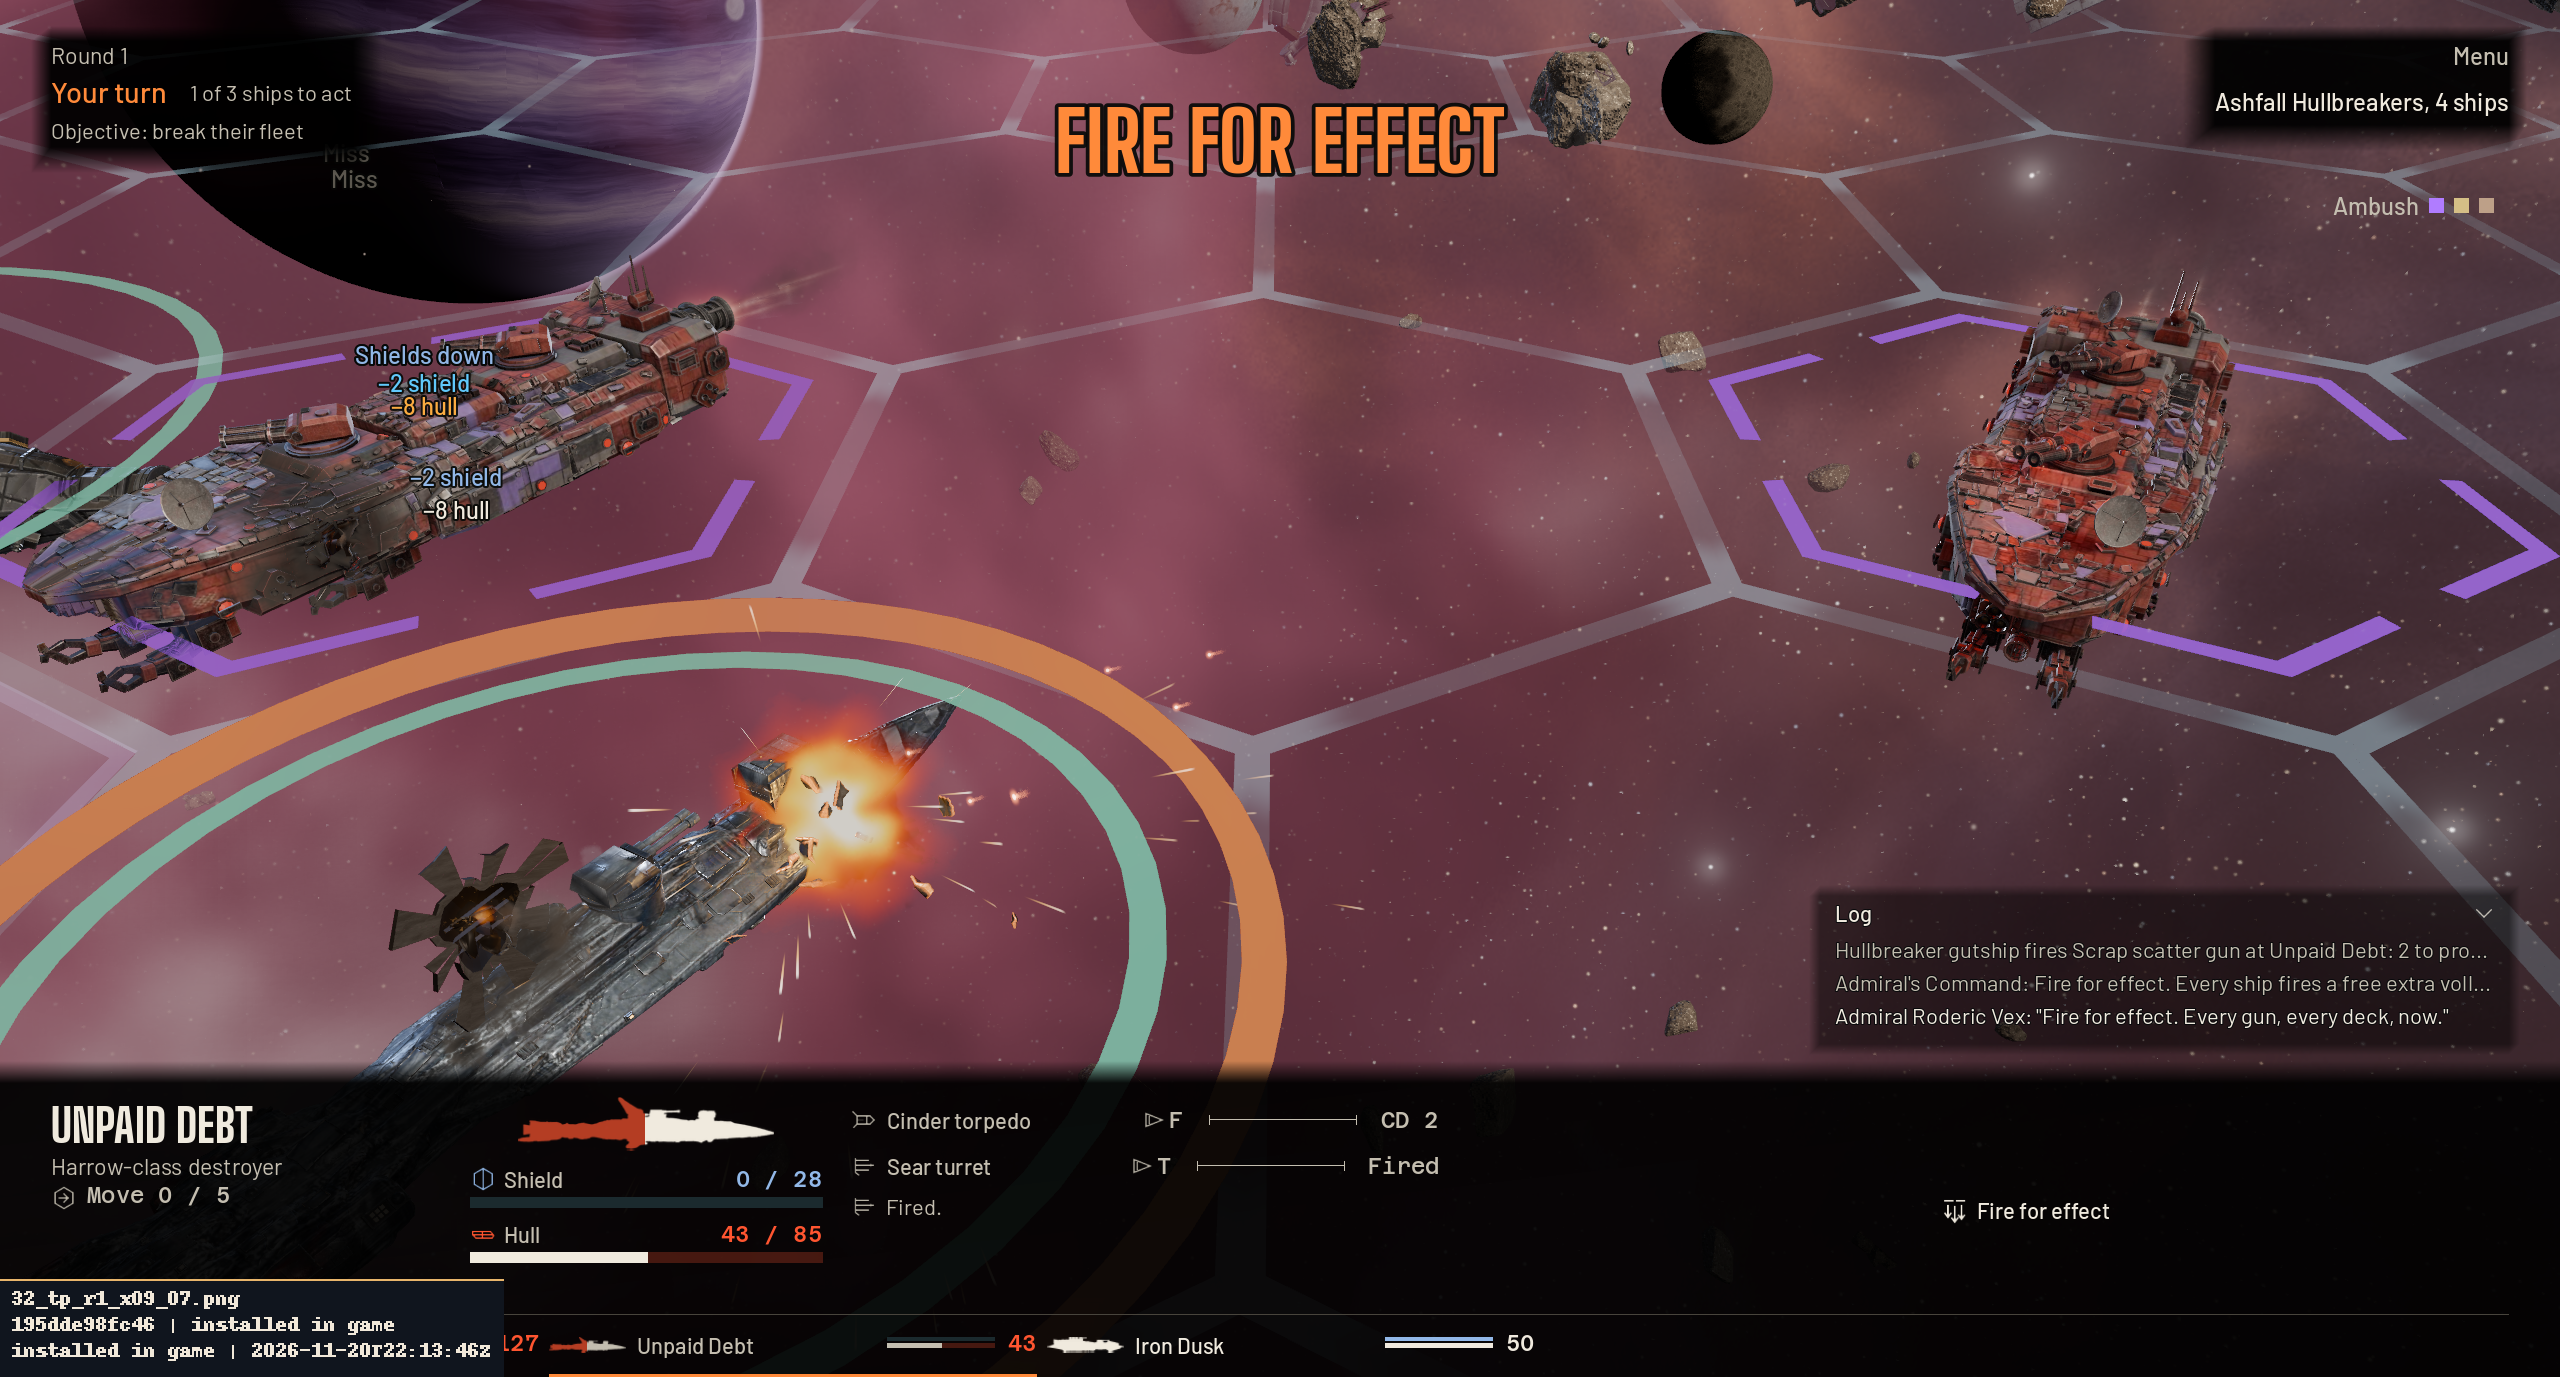 Round 1
Your turn 1 of 3 ships to act
Objective: break their fleet
Miss
Miss
FIRE FOR EFFECT
Menu
Ashfall Hullbreakers, 4 ships
Ambush
Shields down
−2 shield
−8 hull
−2 shield
−8 hull
Log
Hullbreaker gutship fires Scrap scatter gun at Unpaid Debt: 2 to pro...
Admiral's Command: Fire for effect. Every ship fires a free extra voll...
Admiral Roderic Vex: "Fire for effect. Every gun, every deck, now."
UNPAID DEBT
Harrow-class destroyer
Move 0 / 5
Shield 0 / 28
Hull 43 / 85
Cinder torpedo F CD 2
Sear turret T Fired
Fired.
Fire for effect
32_tp_r1_x09_07.png
195dde98fc46 | installed in game
installed in game | 2026-11-20T22:13:46Z
127 Unpaid Debt 43 Iron Dusk 50